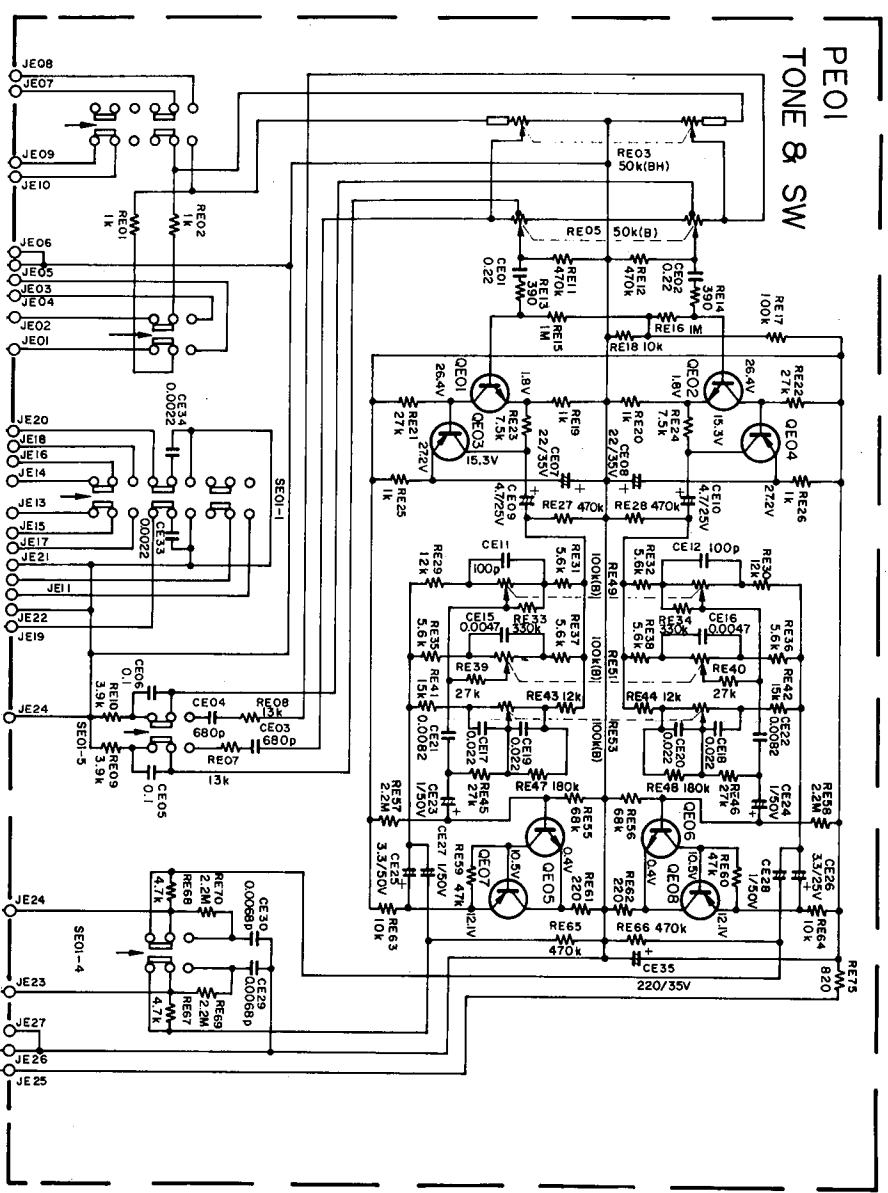 PE01
TONE & SW
JE08
JE07
JE09
JE10
RE01
1k
RE02
1k
JE06
JE05
JE03
JE04
JE02
JE01
RE03
50k(BH)
RE05 50k(B)
CE01
0.22
RE13
390
RE11
470k
RE12
470k
CE02
0.22
RE14
390
RE15
1M
RE16 1M
RE18 10k
RE17
100k
QE01
26.4V
1.8V
QE02
26.4V
1.8V
RE21
27k
QE03
27.2V
15.3V
RE23
7.5k
RE19
1k
RE20
1k
RE24
7.5k
15.3V
QE04
27.2V
RE22
27k
CE07
22/35V
CE08
22/35V
RE25
1k
RE26
1k
CE09
4.7/25V
RE27 470k
RE28 470k
CE10
4.7/25V
JE20
JE18
JE16
JE14
JE13
JE15
JE17
JE21
JE11
JE22
JE19
CE34
0.0022
CE33
0.0022
SE01-1
CE11
100p
RE29
12k
RE31
5.6k
100k(B)
RE49
RE32
5.6k
CE12 100p
RE30
12k
CE15
0.0047
RE33
330k
RE35
5.6k
RE37
5.6k
100k(B)
RE51
RE34
330k
CE16
0.0047
RE38
5.6k
RE36
5.6k
RE39
27k
RE40
27k
RE41
15k
RE43 12k
RE44 12k
RE42
15k
100k(B)
RE53
CE21
0.0082
CE17
0.022
CE19
0.022
CE20
0.022
CE18
0.022
CE22
0.0082
RE45
27k
RE47 180k
RE48 180k
RE46
27k
JE24
CE06
0.1
RE10
3.9k
RE09
3.9k
CE05
0.1
CE04
680p
RE08
13k
CE03
680p
RE07
13k
SE01-5
RE57
2.2M
CE23
1/50V
RE55
68k
RE56
68k
CE24
1/50V
RE58
2.2M
CE25
3.3/50V
CE27 1/50V
RE59
47k
QE07
10.5V
12.1V
QE05
0.4V
RE61
220
RE62
220
QE06
0.4V
QE08
10.5V
12.1V
RE60
47k
CE28
1/50V
CE26
3.3/25V
RE63
10k
RE64
10k
RE65
470k
RE66 470k
CE35
220/35V
RE75
820
JE24
JE23
JE27
JE26
JE25
RE68
4.7k
RE70
2.2M
CE30
0.0068p
CE29
0.0068p
RE69
2.2M
RE67
4.7k
SE01-4